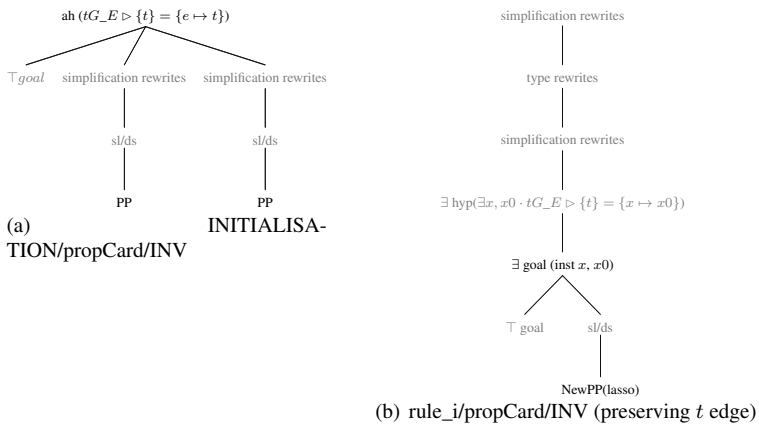 ah (tG_E ▷ {t} = {e ↦ t})
⊤goal simplification rewrites simplification rewrites
sl/ds sl/ds
PP PP
(a) INITIALISA-
TION/propCard/INV
simplification rewrites
type rewrites
simplification rewrites
∃ hyp(∃x, x0 · tG_E ▷ {t} = {x ↦ x0})
∃ goal (inst x, x0)
⊤ goal sl/ds
NewPP(lasso)
(b) rule_i/propCard/INV (preserving t edge)